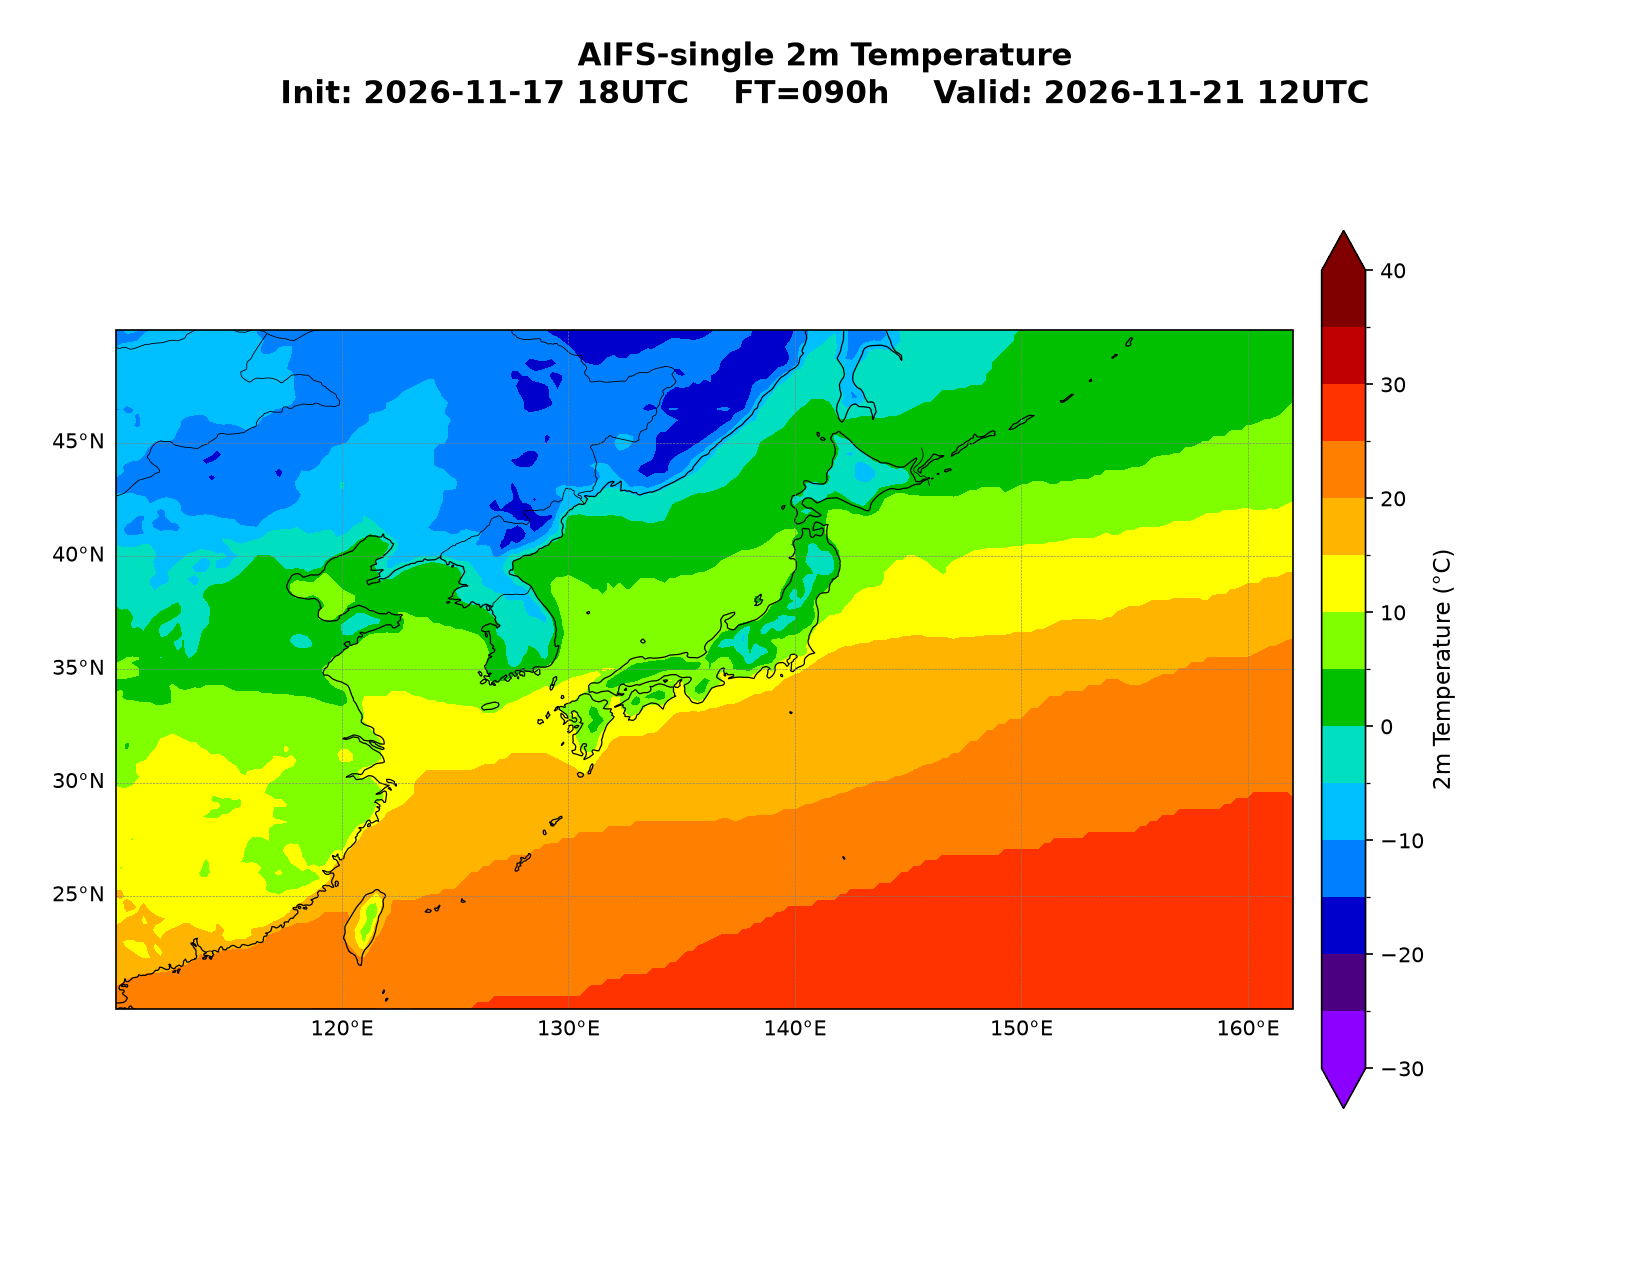 AIFS-single 2m Temperature
Init: 2026-11-17 18UTC    FT=090h    Valid: 2026-11-21 12UTC
45°N
40°N
35°N
30°N
25°N
120°E
130°E
140°E
150°E
160°E
40
30
20
10
0
−10
−20
−30
2m Temperature (°C)